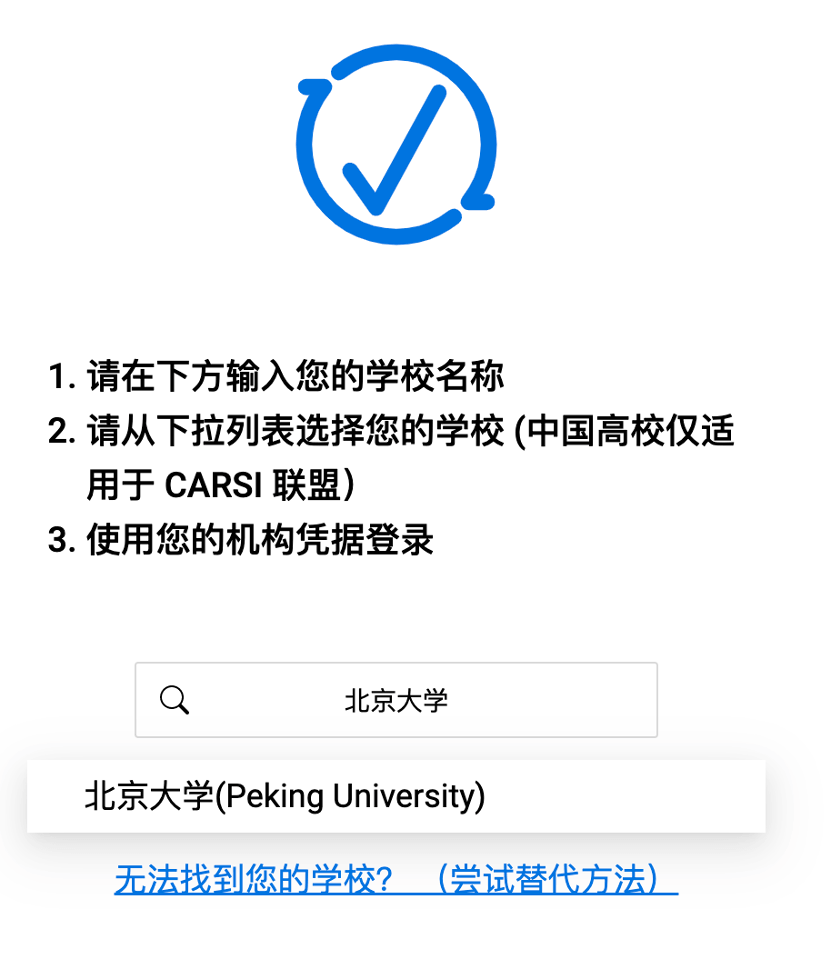 1. 请在下方输入您的学校名称
2. 请从下拉列表选择您的学校 (中国高校仅适
用于 CARSI 联盟）
3. 使用您的机构凭据登录
北京大学
北京大学(Peking University)
无法找到您的学校? （尝试替代方法）